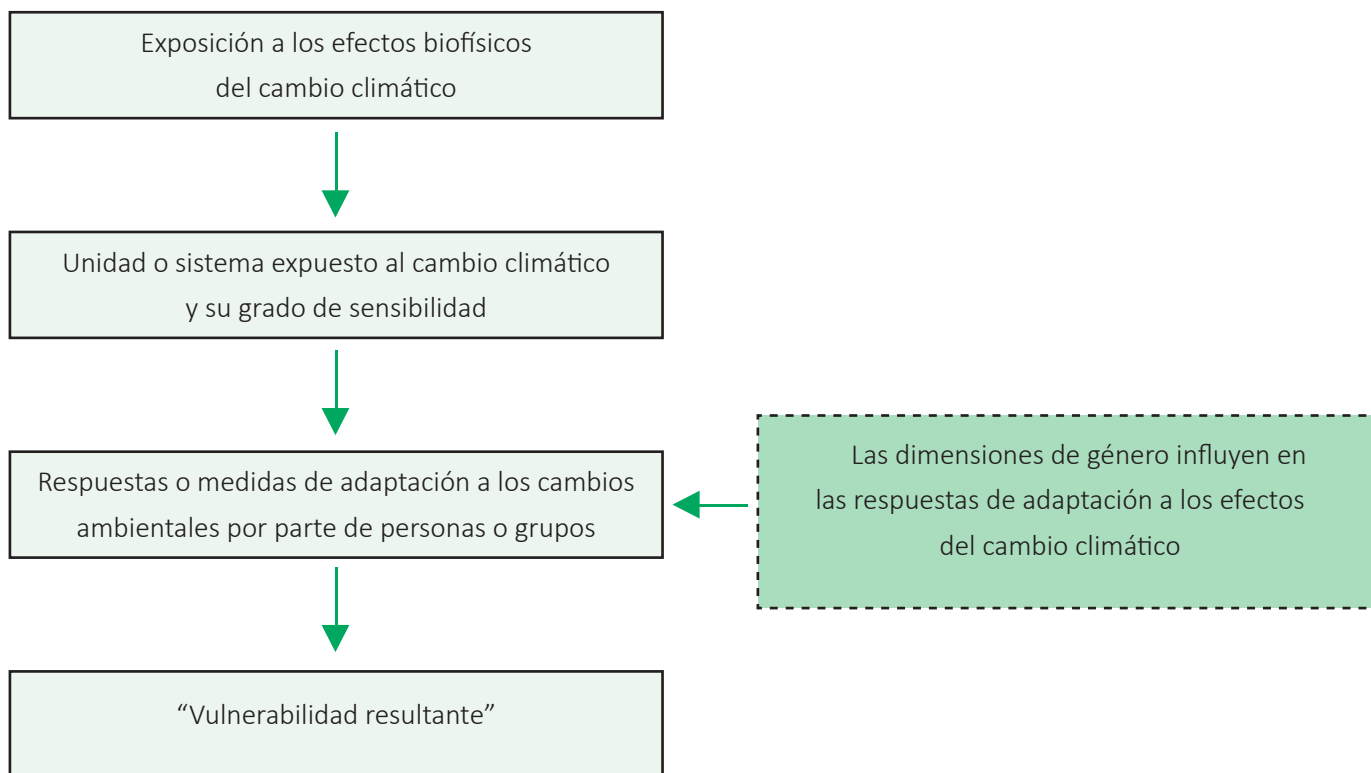 Exposición a los efectos biofísicos
del cambio climático
Unidad o sistema expuesto al cambio climático
y su grado de sensibilidad
Respuestas o medidas de adaptación a los cambios
ambientales por parte de personas o grupos
Las dimensiones de género influyen en
las respuestas de adaptación a los efectos
del cambio climático
“Vulnerabilidad resultante”